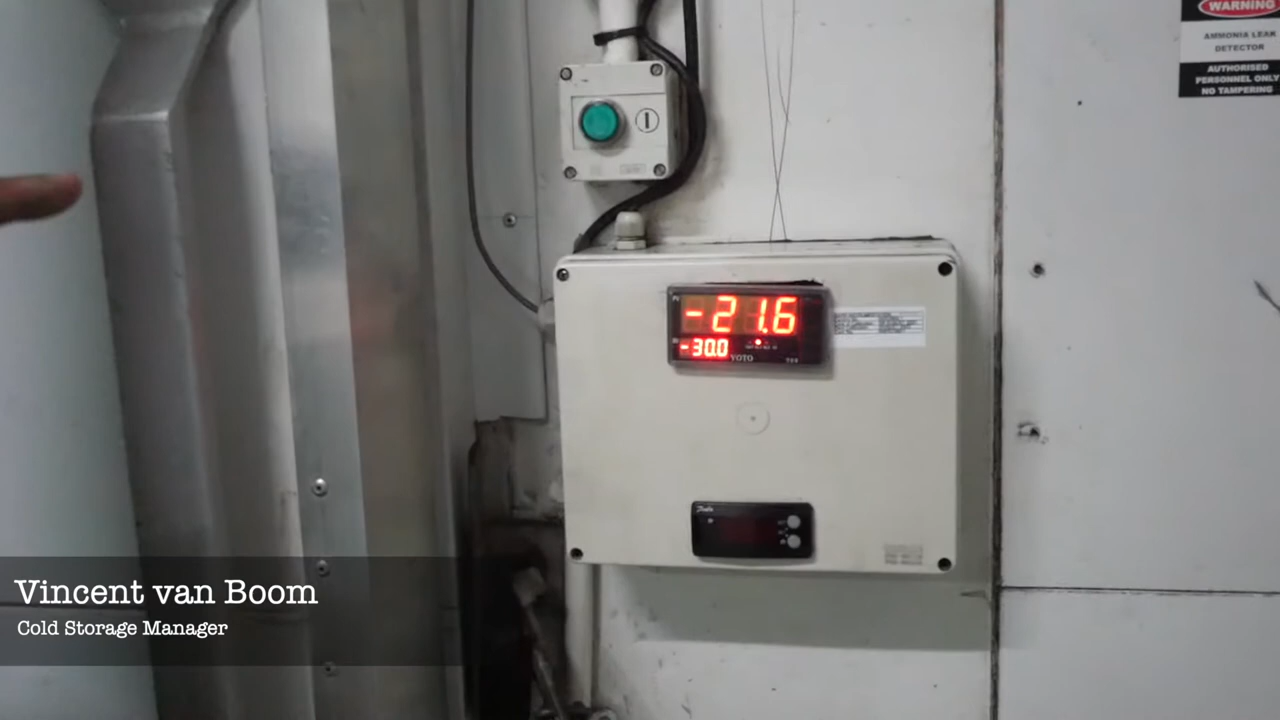 WARNING
AMMONIA LEAK
DETECTOR
AUTHORISED
PERSONNEL ONLY
NO TAMPERING
-21.6
-30.0
YOTO
Danfoss
Vincent van Boom
Cold Storage Manager